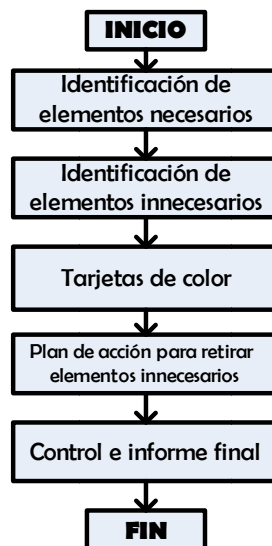 INICIO
Identificación de
elementos necesarios
Identificación de
elementos innecesarios
Tarjetas de color
Plan de acción para retirar
elementos innecesarios
Control e informe final
FIN